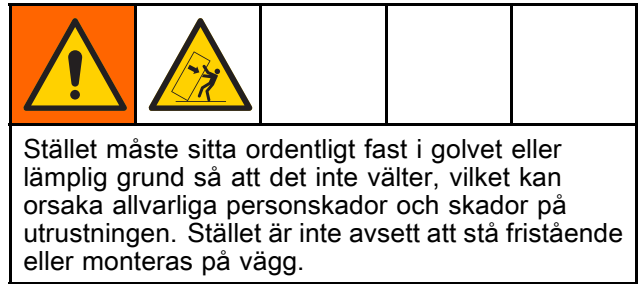 Stället måste sitta ordentligt fast i golvet eller
lämplig grund så att det inte välter, vilket kan
orsaka allvarliga personskador och skador på
utrustningen. Stället är inte avsett att stå fristående
eller monteras på vägg.